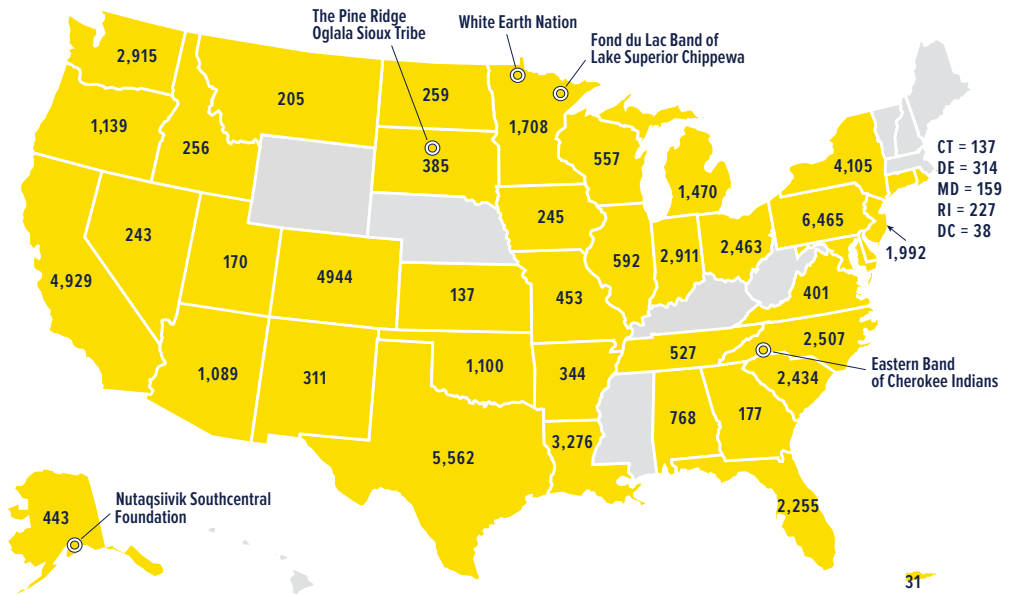 The Pine Ridge
Oglala Sioux Tribe
White Earth Nation
Fond du Lac Band of
Lake Superior Chippewa
2,915
205
259
1,708
1,139
256
385
557
1,470
4,105
CT = 137
DE = 314
MD = 159
RI = 227
DC = 38
1,992
6,465
245
243
170
4944
592
2,911
2,463
4,929
137
453
401
2,507
527
Eastern Band
of Cherokee Indians
1,089
311
1,100
344
2,434
768
177
3,276
5,562
2,255
Nutaqsiivik Southcentral
Foundation
443
31